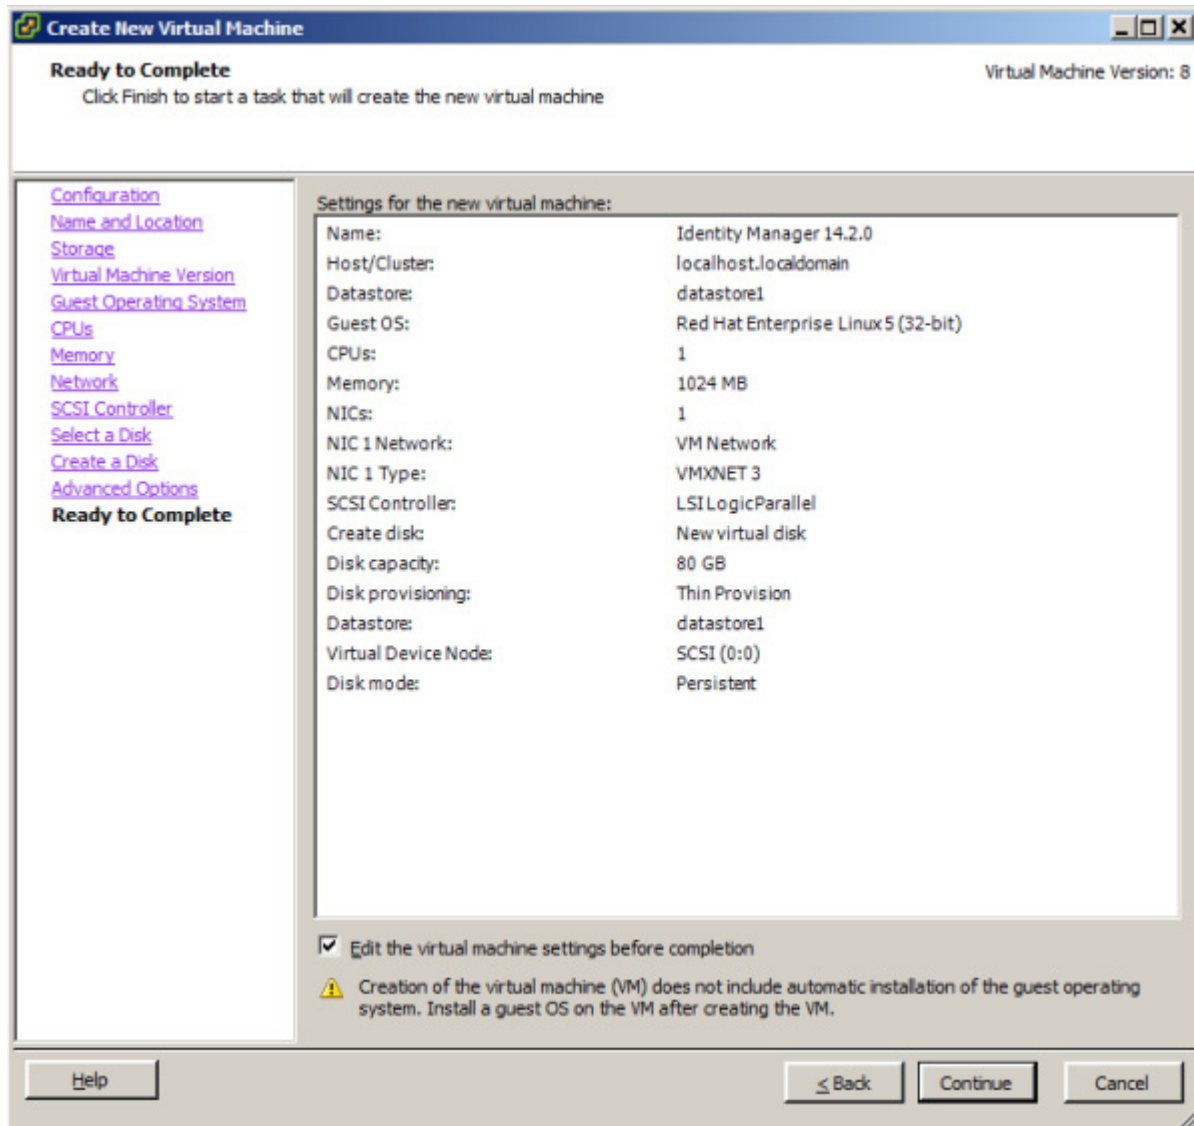 Create New Virtual Machine
Ready to Complete
Virtual Machine Version: 8
Click Finish to start a task that will create the new virtual machine
Configuration
Name and Location
Storage
Virtual Machine Version
Guest Operating System
CPUs
Memory
Network
SCSI Controller
Select a Disk
Create a Disk
Advanced Options
Ready to Complete
Settings for the new virtual machine:
Name: Identity Manager 14.2.0
Host/Cluster: localhost.localdomain
Datastore: datastore1
Guest OS: Red Hat Enterprise Linux 5 (32-bit)
CPUs: 1
Memory: 1024 MB
NICs: 1
NIC 1 Network: VM Network
NIC 1 Type: VMXNET 3
SCSI Controller: LSI Logic Parallel
Create disk: New virtual disk
Disk capacity: 80 GB
Disk provisioning: Thin Provision
Datastore: datastore1
Virtual Device Node: SCSI (0:0)
Disk mode: Persistent
Edit the virtual machine settings before completion
Creation of the virtual machine (VM) does not include automatic installation of the guest operating
system. Install a guest OS on the VM after creating the VM.
Help
< Back
Continue
Cancel